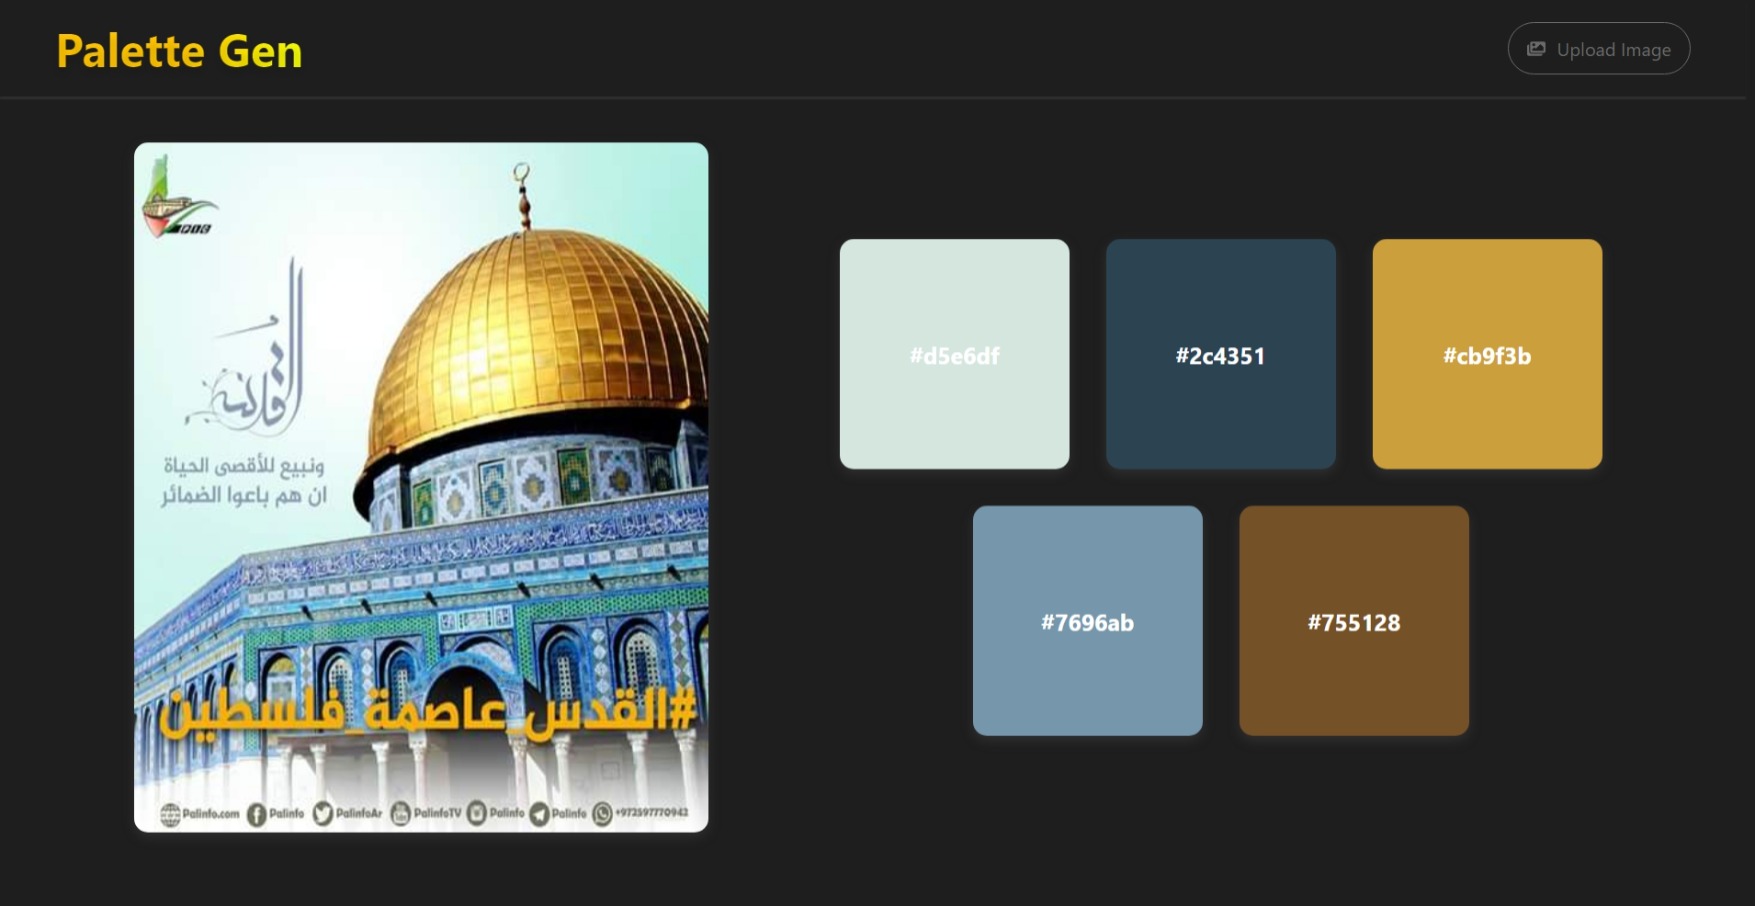 Palette Gen
Upload Image
ونبيع للأقصى الحياة
ان هم باعوا الضمائر
#القدس_عاصمة_فلسطين
Palinfo.com Palinfo PalinfoAr PalinfoTV Palinfo Palinfo +972597770942
#d5e6df
#2c4351
#cb9f3b
#7696ab
#755128